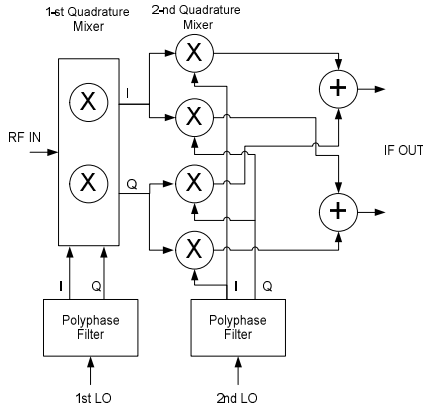 1-st Quadrature
Mixer
2-nd Quadrature
Mixer
X
X
X
X
X
X
I
Q
RF IN
+
+
IF OUT
I
Q
I
Q
Polyphase
Filter
Polyphase
Filter
1st LO
2nd LO